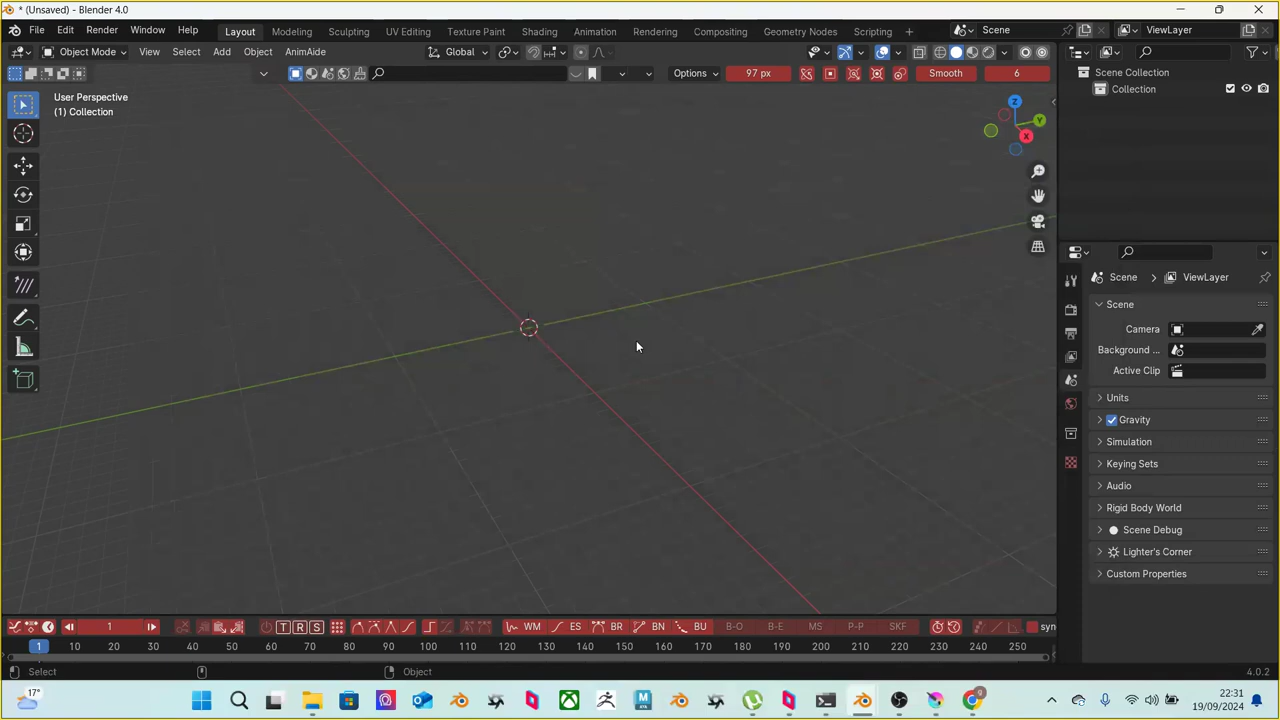 * (Unsaved) - Blender 4.0
File Edit Render Window Help Layout Modeling Sculpting UV Editing Texture Paint Shading Animation Rendering Compositing Geometry Nodes Scripting Scene ViewLayer
Object Mode View Select Add Object AnimAide Global
Options 97 px Smooth 6
Scene Collection
Collection
User Perspective
(1) Collection
Z
Y
X
Scene ViewLayer
Scene
Camera
Background ...
Active Clip
Units
Gravity
Simulation
Keying Sets
Audio
Rigid Body World
Scene Debug
Lighter's Corner
Custom Properties
1 T R S WM ES BR BN BU B-O B-E MS P-P SKF syn
1 10 20 30 40 50 60 70 80 90 100 110 120 130 140 150 160 170 180 190 200 210 220 230 240 250
Select Object 4.0.2
17°
22:31
19/09/2024